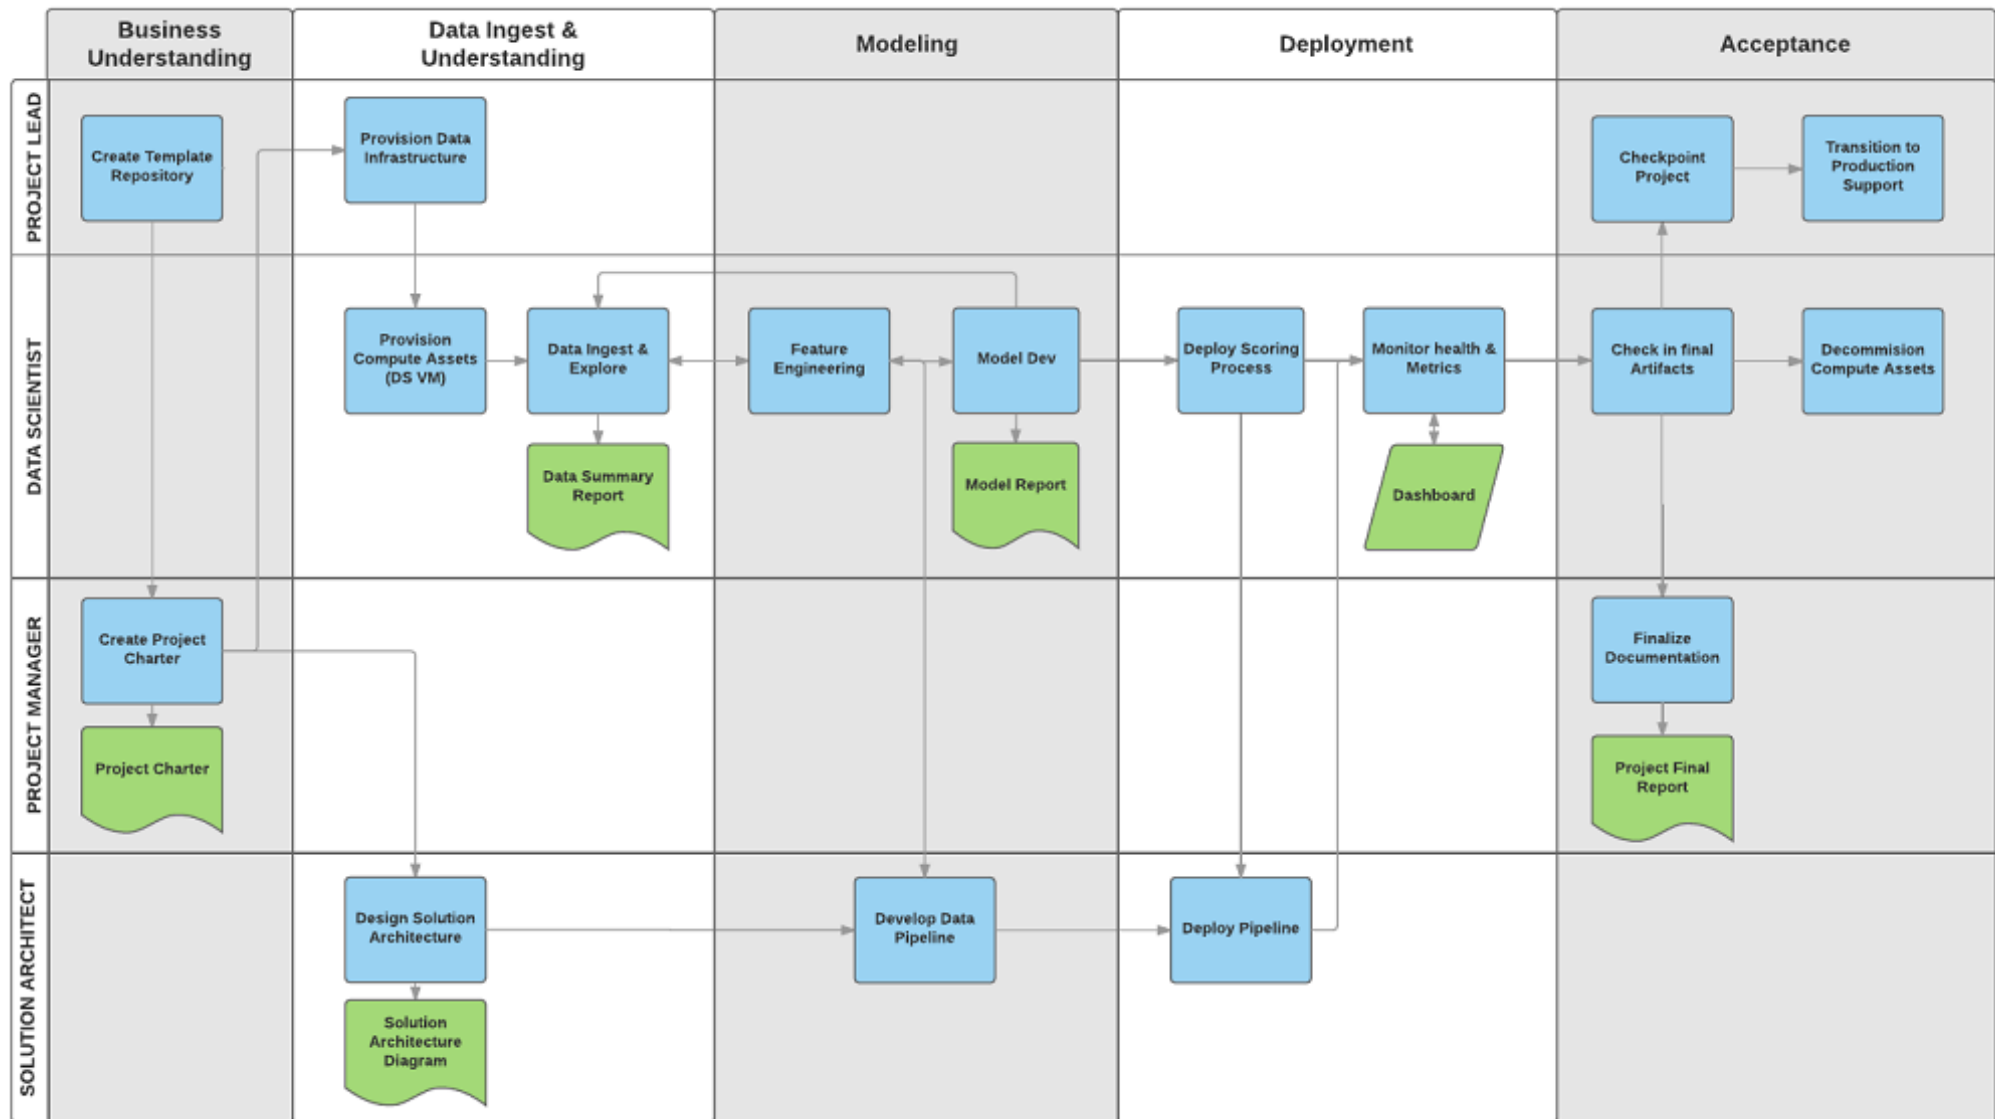 Business
Understanding
Data Ingest &
Understanding
Modeling
Deployment
Acceptance
PROJECT LEAD
Create Template
Repository
Provision Data
Infrastructure
Checkpoint
Project
Transition to
Production
Support
DATA SCIENTIST
Provision
Compute Assets
(DS VM)
Data Ingest &
Explore
Feature
Engineering
Model Dev
Deploy Scoring
Process
Monitor health &
Metrics
Check in final
Artifacts
Decommision
Compute Assets
Data Summary
Report
Model Report
Dashboard
PROJECT MANAGER
Create Project
Charter
Finalize
Documentation
Project Charter
Project Final
Report
SOLUTION ARCHITECT
Design Solution
Architecture
Develop Data
Pipeline
Deploy Pipeline
Solution
Architecture
Diagram